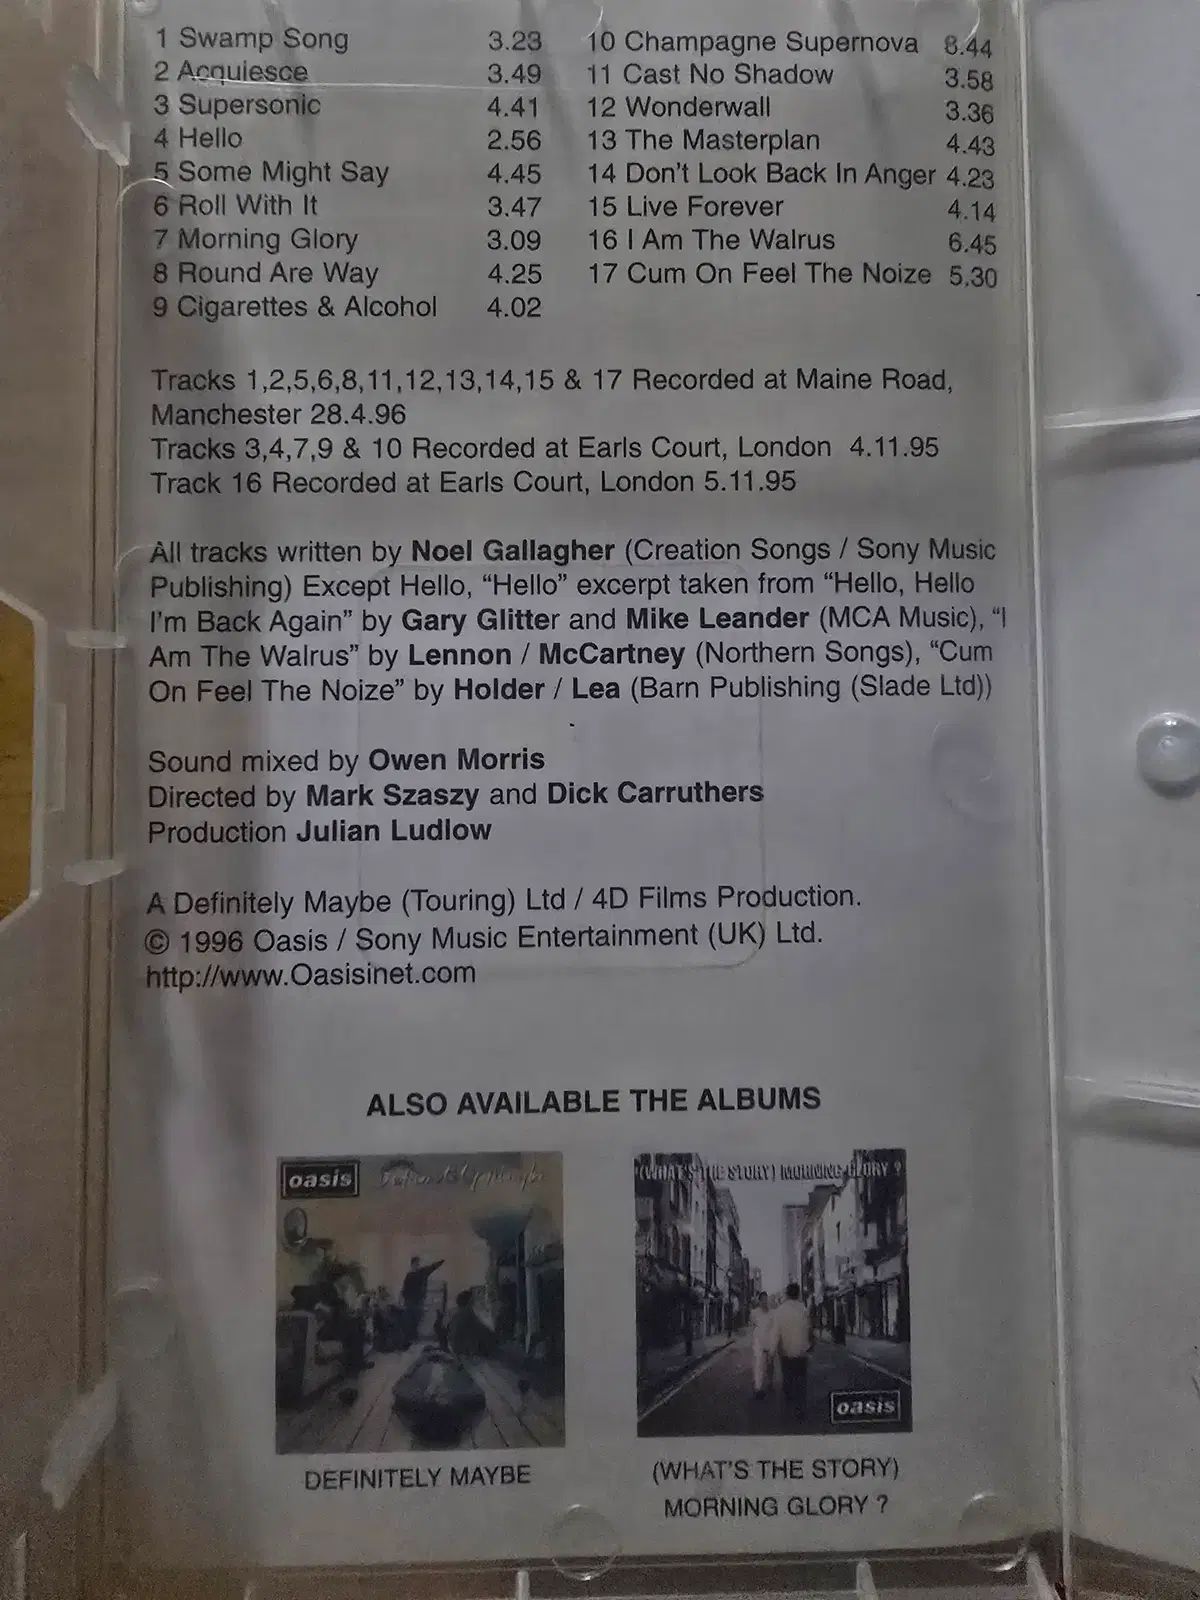 1 Swamp Song 3.23
2 Acquiesce 3.49
3 Supersonic 4.41
4 Hello 2.56
5 Some Might Say 4.45
6 Roll With It 3.47
7 Morning Glory 3.09
8 Round Are Way 4.25
9 Cigarettes & Alcohol 4.02
10 Champagne Supernova 8.44
11 Cast No Shadow 3.58
12 Wonderwall 3.36
13 The Masterplan 4.43
14 Don't Look Back In Anger 4.23
15 Live Forever 4.14
16 I Am The Walrus 6.45
17 Cum On Feel The Noize 5.30
Tracks 1,2,5,6,8,11,12,13,14,15 & 17 Recorded at Maine Road,
Manchester 28.4.96
Tracks 3,4,7,9 & 10 Recorded at Earls Court, London 4.11.95
Track 16 Recorded at Earls Court, London 5.11.95
All tracks written by Noel Gallagher (Creation Songs / Sony Music
Publishing) Except Hello, "Hello" excerpt taken from "Hello, Hello
I'm Back Again" by Gary Glitter and Mike Leander (MCA Music), "I
Am The Walrus" by Lennon / McCartney (Northern Songs), "Cum
On Feel The Noize" by Holder / Lea (Barn Publishing (Slade Ltd))
Sound mixed by Owen Morris
Directed by Mark Szaszy and Dick Carruthers
Production Julian Ludlow
A Definitely Maybe (Touring) Ltd / 4D Films Production.
© 1996 Oasis / Sony Music Entertainment (UK) Ltd.
http://www.Oasisinet.com
ALSO AVAILABLE THE ALBUMS
oasis Definitely Maybe
(WHAT'S THE STORY) MORNING GLORY ?
oasis
DEFINITELY MAYBE
(WHAT'S THE STORY)
MORNING GLORY ?